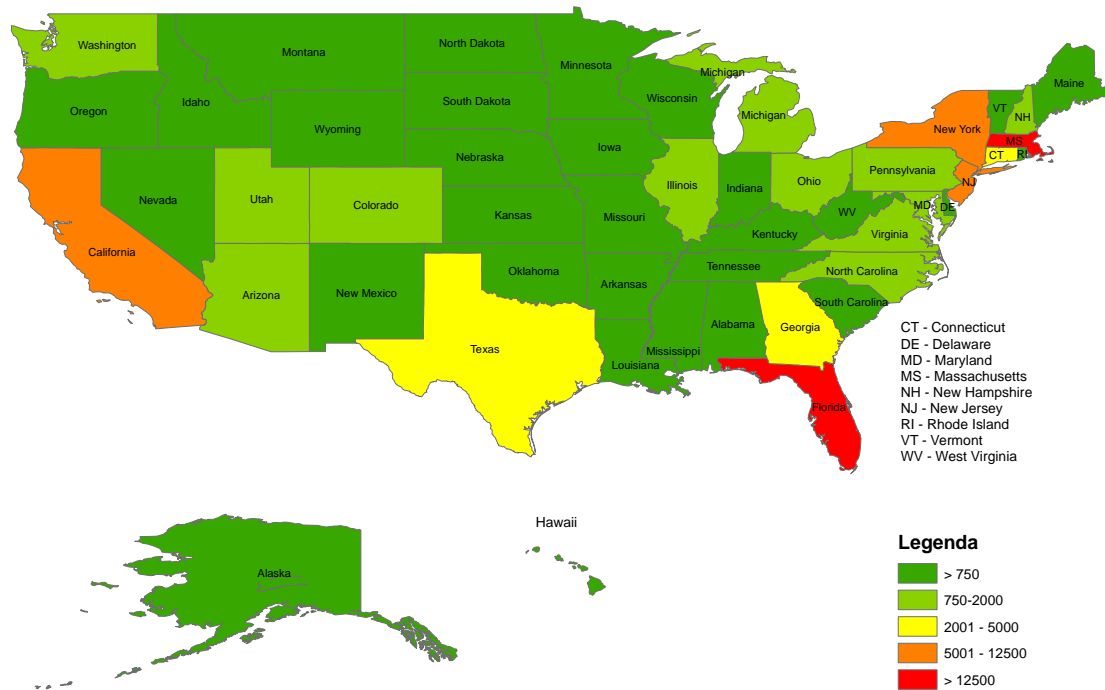 Washington
Montana
North Dakota
Minnesota
Michigan
Maine
Oregon
Idaho
South Dakota
Wisconsin
Michigan
VT
NH
Wyoming
New York
MS
Nebraska
Iowa
CT
RI
Pennsylvania
NJ
Nevada
Utah
Colorado
Illinois
Indiana
Ohio
Kansas
Missouri
WV
MD
DE
Kentucky
Virginia
California
Arizona
New Mexico
Oklahoma
Arkansas
Tennessee
North Carolina
South Carolina
Texas
Louisiana
Mississippi
Alabama
Georgia
Florida
CT - Connecticut
DE - Delaware
MD - Maryland
MS - Massachusetts
NH - New Hampshire
NJ - New Jersey
RI - Rhode Island
VT - Vermont
WV - West Virginia
Hawaii
Alaska
Legenda
> 750
750-2000
2001 - 5000
5001 - 12500
> 12500